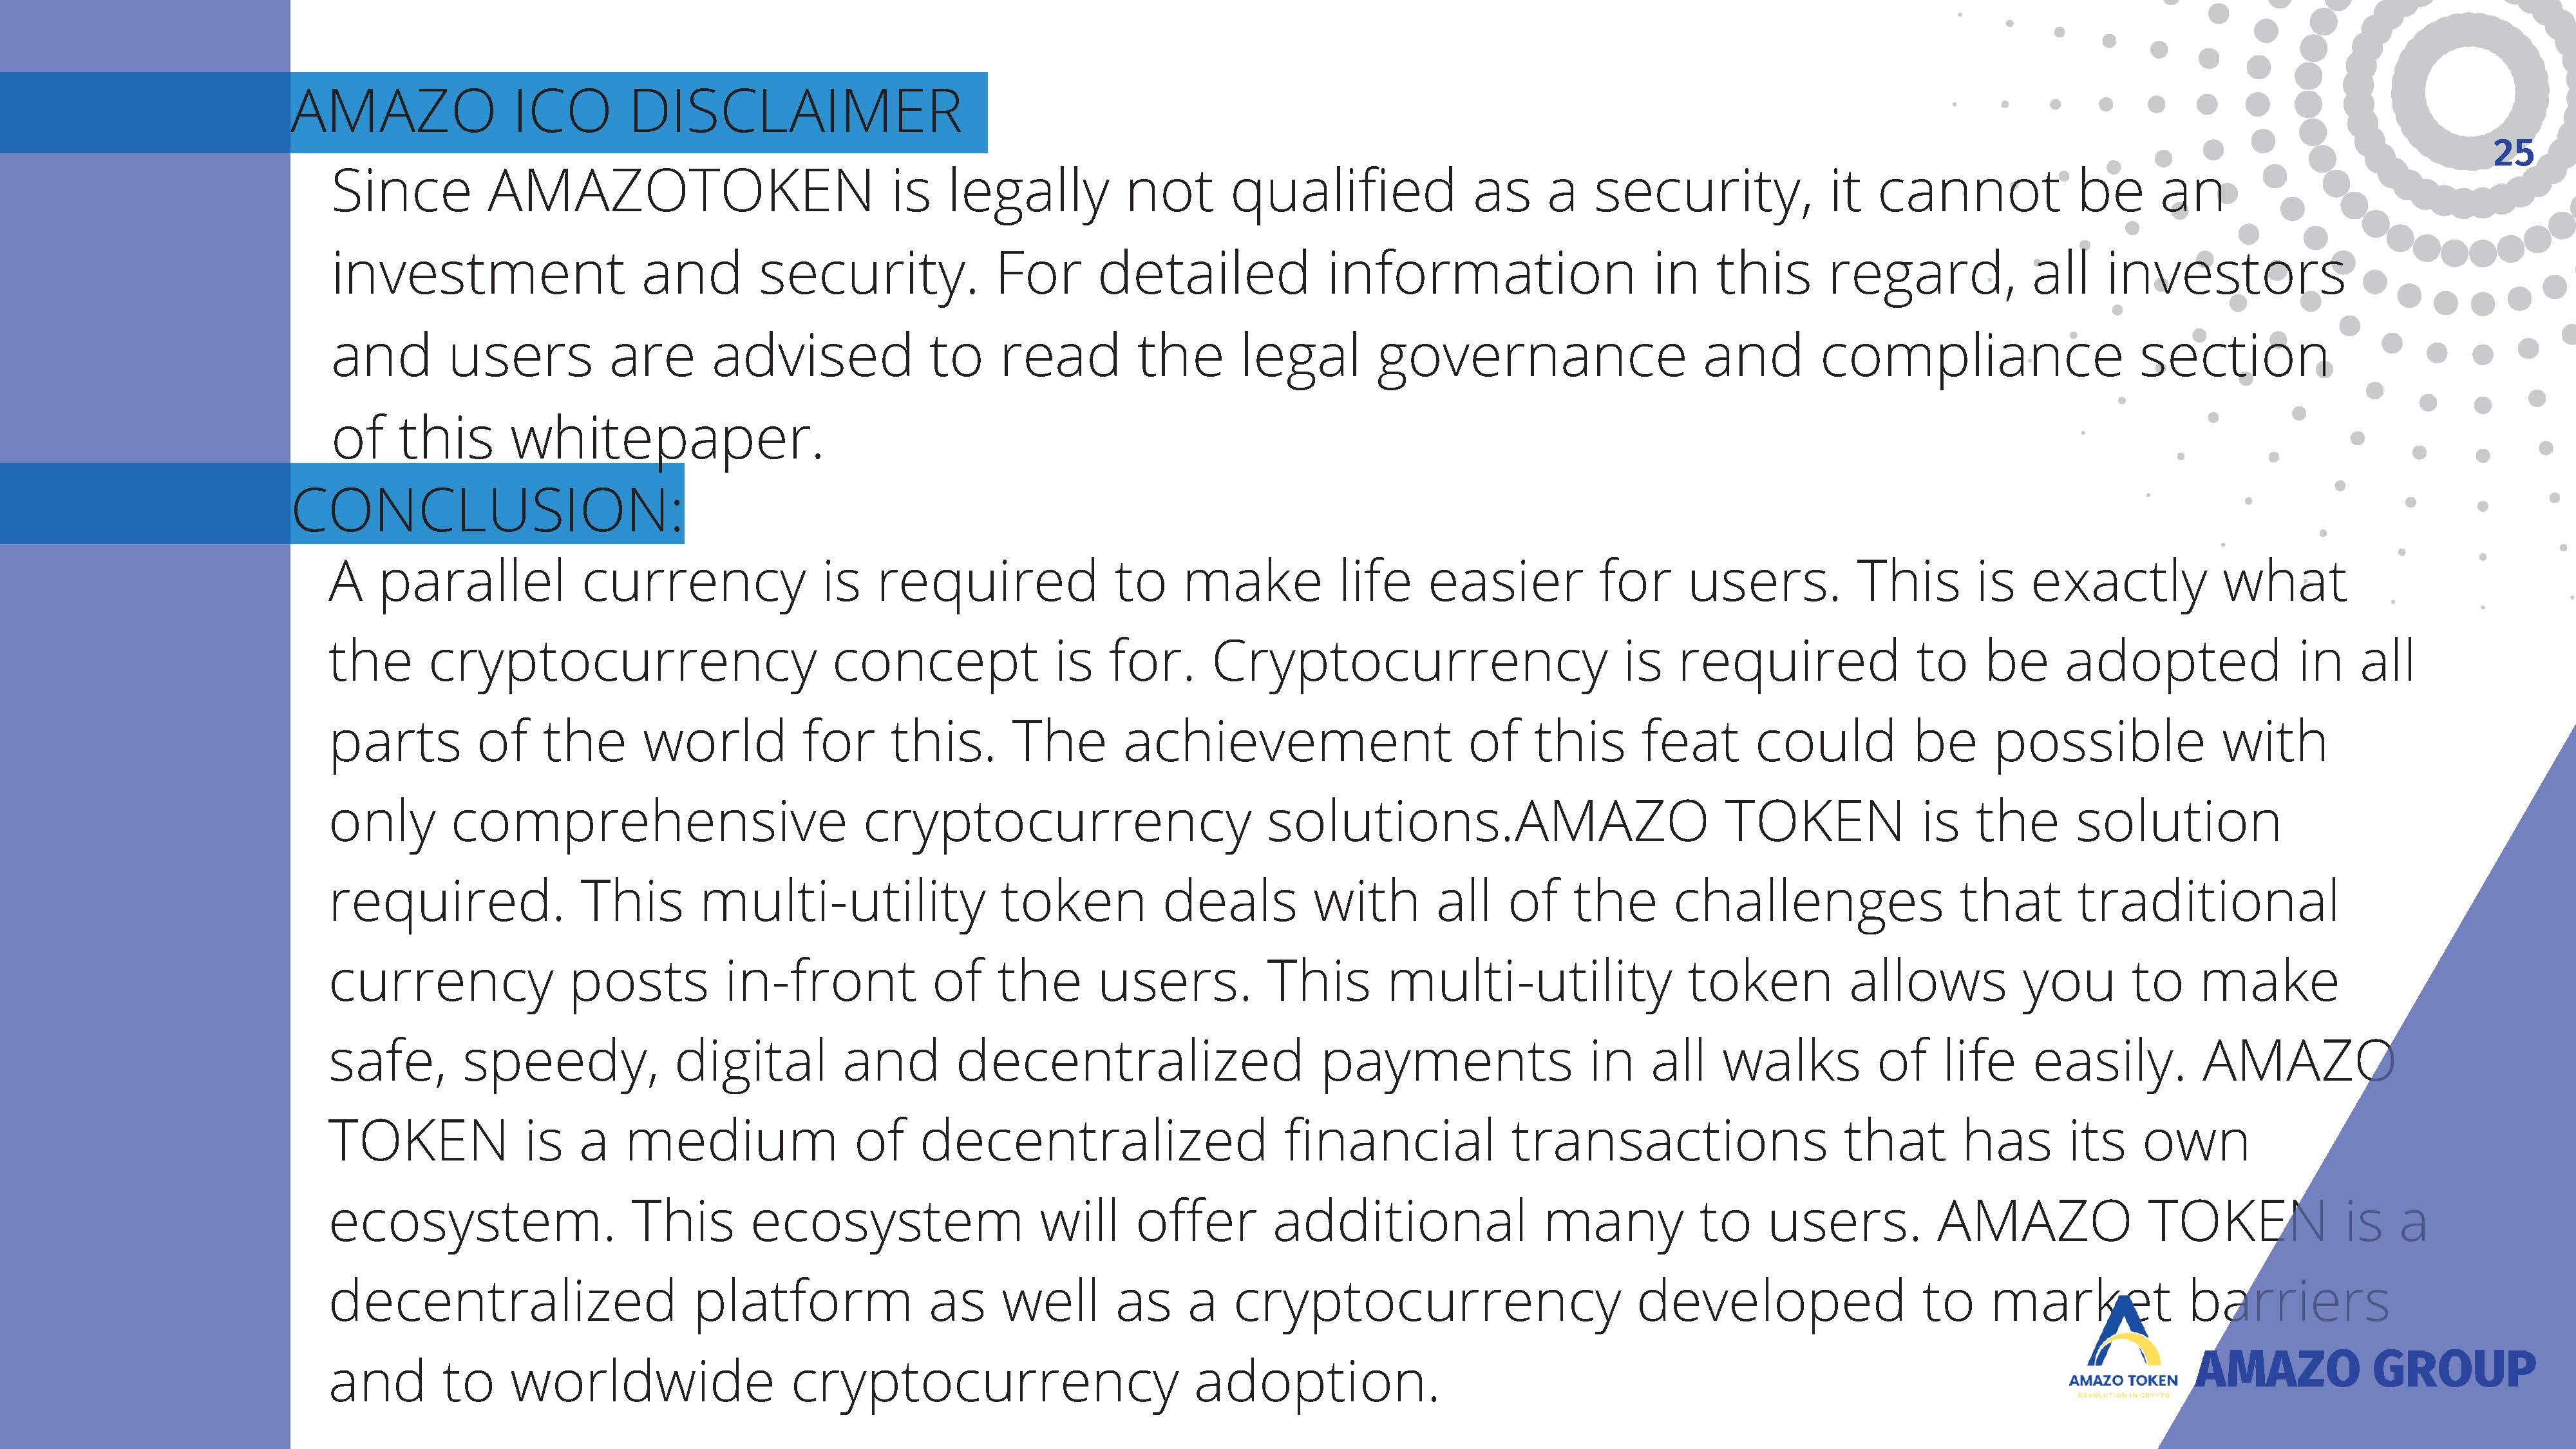 AMAZO ICO DISCLAIMER
25
Since AMAZOTOKEN is legally not qualified as a security, it cannot be an
investment and security. For detailed information in this regard, all investors
and users are advised to read the legal governance and compliance section
of this whitepaper.
CONCLUSION:
A parallel currency is required to make life easier for users. This is exactly what
the cryptocurrency concept is for. Cryptocurrency is required to be adopted in all
parts of the world for this. The achievement of this feat could be possible with
only comprehensive cryptocurrency solutions.AMAZO TOKEN is the solution
required. This multi-utility token deals with all of the challenges that traditional
currency posts in-front of the users. This multi-utility token allows you to make
safe, speedy, digital and decentralized payments in all walks of life easily. AMAZO
TOKEN is a medium of decentralized financial transactions that has its own
ecosystem. This ecosystem will offer additional many to users. AMAZO TOKEN is a
decentralized platform as well as a cryptocurrency developed to market barriers
and to worldwide cryptocurrency adoption.
AMAZO TOKEN
REVOLUTION IN CRYPTO
AMAZO GROUP